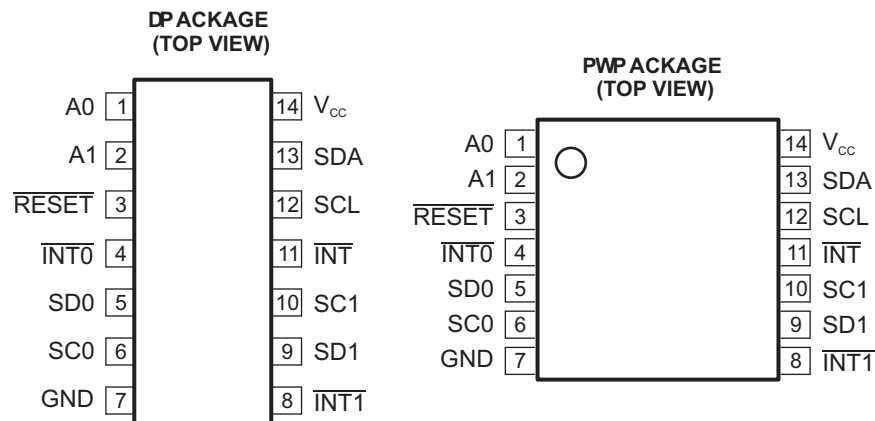 DPACKAGE
(TOP VIEW)
A0 1
14 VCC
A1 2
13 SDA
RESET 3
12 SCL
INT0 4
11 INT
SD0 5
10 SC1
SC0 6
9 SD1
GND 7
8 INT1
PWPACKAGE
(TOP VIEW)
A0 1
14 VCC
A1 2
13 SDA
RESET 3
12 SCL
INT0 4
11 INT
SD0 5
10 SC1
SC0 6
9 SD1
GND 7
8 INT1